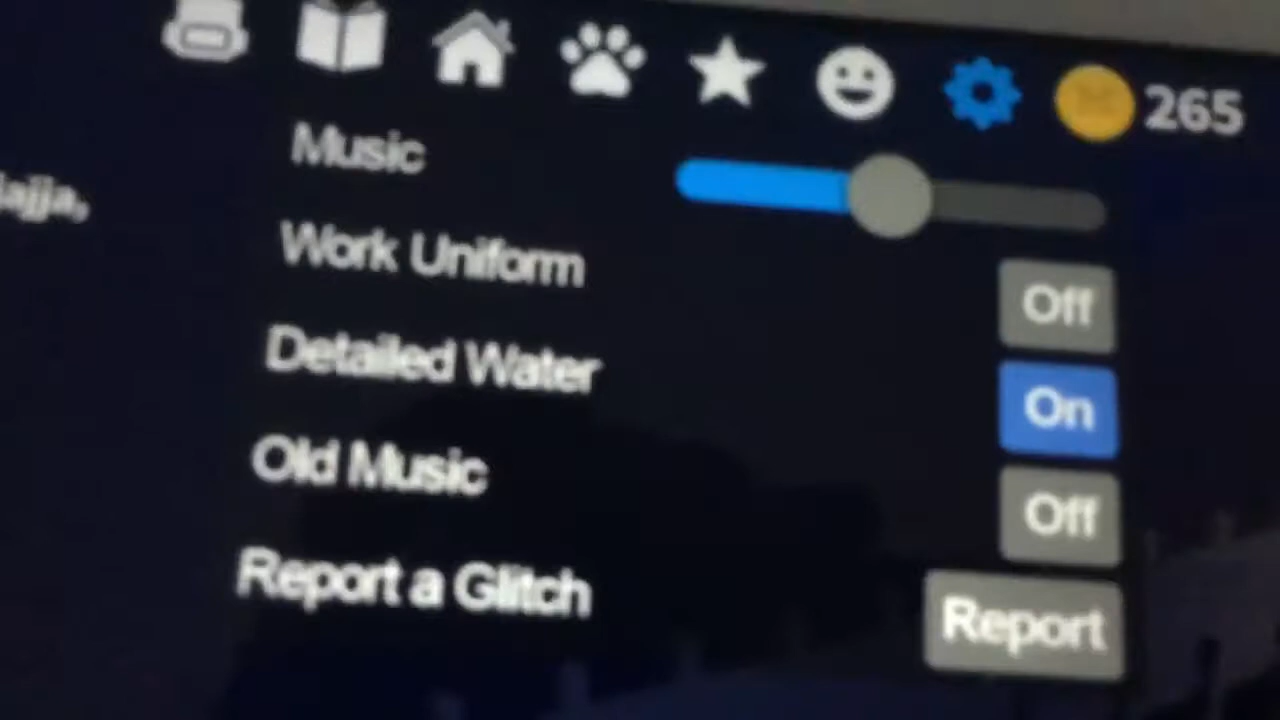 265
Music
Work Uniform Off
Detailed Water On
Old Music Off
Report a Glitch Report